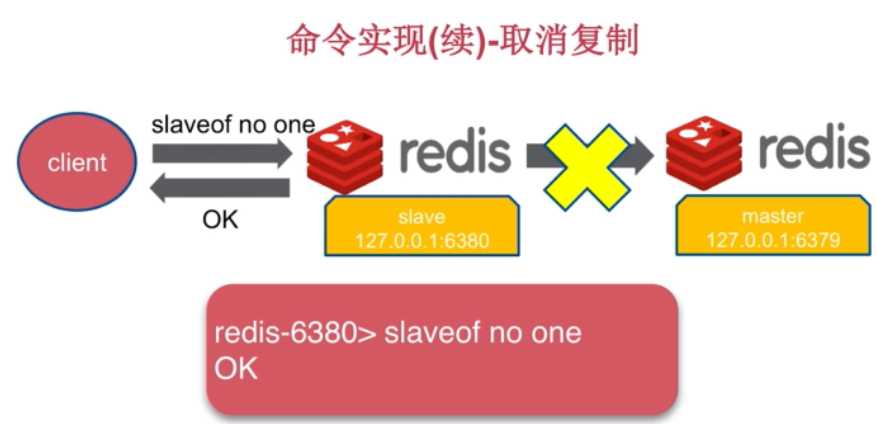 命令实现(续)-取消复制
slaveof no one
client
redis
redis
OK
slave
127.0.0.1:6380
master
127.0.0.1:6379
redis-6380> slaveof no one
OK